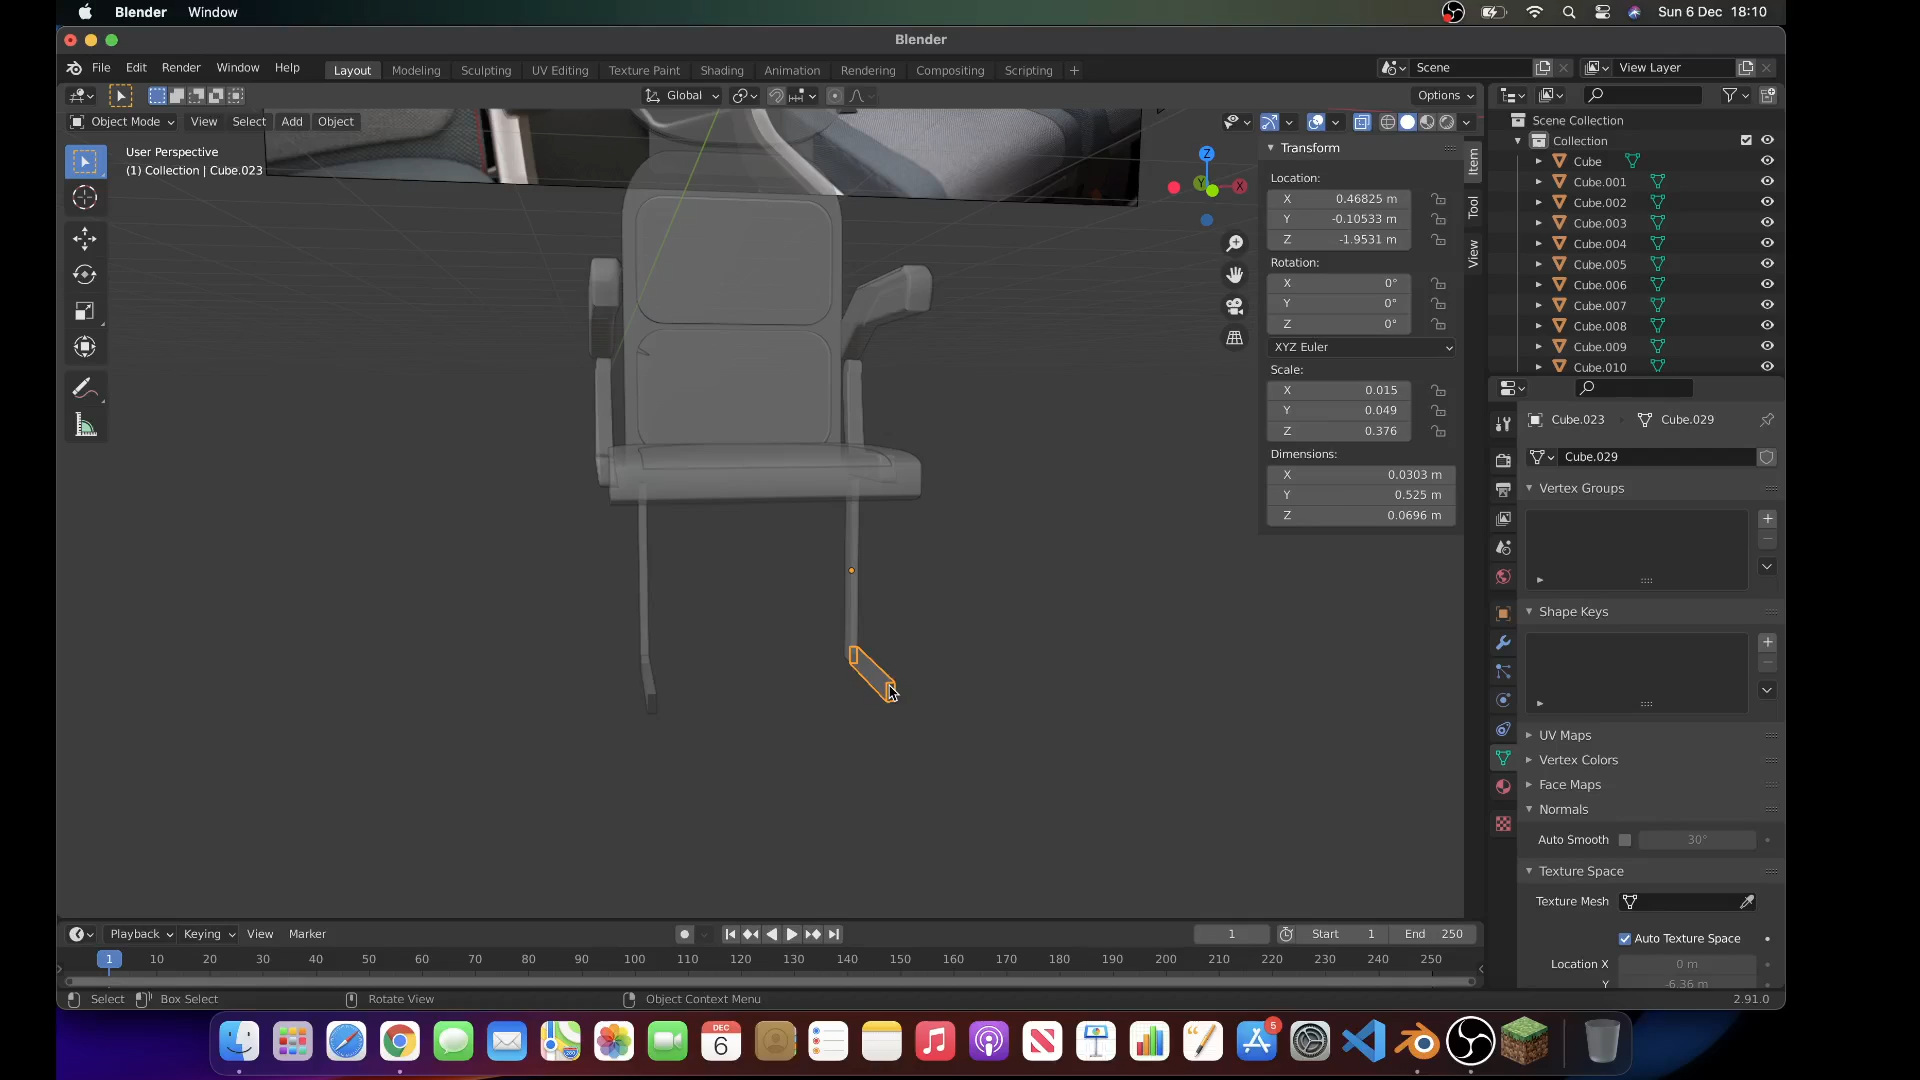 Blender
Window
Sun 6 Dec 18:10
Blender
File
Edit
Render
Window
Help
Layout
Modeling
Sculpting
UV Editing
Texture Paint
Shading
Animation
Rendering
Compositing
Scripting
+
Scene
View Layer
Global
Options
Object Mode
View
Select
Add
Object
User Perspective
(1) Collection | Cube.023
Z
X
Y
Transform
Location:
X 0.46825 m
Y -0.10533 m
Z -1.9531 m
Rotation:
X 0°
Y 0°
Z 0°
XYZ Euler
Scale:
X 0.015
Y 0.049
Z 0.376
Dimensions:
X 0.0303 m
Y 0.525 m
Z 0.0696 m
Item
Tool
View
Scene Collection
Collection
Cube
Cube.001
Cube.002
Cube.003
Cube.004
Cube.005
Cube.006
Cube.007
Cube.008
Cube.009
Cube.010
Cube.023
Cube.029
Cube.029
Vertex Groups
Shape Keys
UV Maps
Vertex Colors
Face Maps
Normals
Auto Smooth 30°
Texture Space
Texture Mesh
Auto Texture Space
Location X 0 m
Y -6.36 m
Playback
Keying
View
Marker
1
Start 1
End 250
1 10 20 30 40 50 60 70 80 90 100 110 120 130 140 150 160 170 180 190 200 210 220 230 240 250
Select
Box Select
Rotate View
Object Context Menu
2.91.0
DEC
6
5